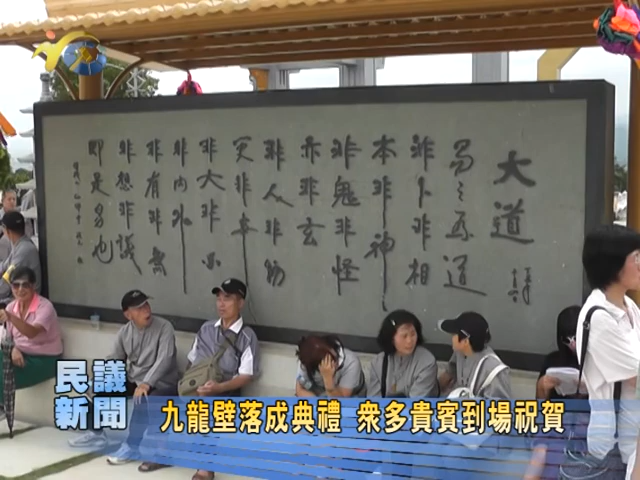 大道
易之為道
非卜非相
本非神
非鬼非怪
亦非玄
非人非物
更非
非大非小
非內外
非有非無
非想非議
即是易也
民議
新聞
九龍壁落成典禮 眾多貴賓到場祝賀